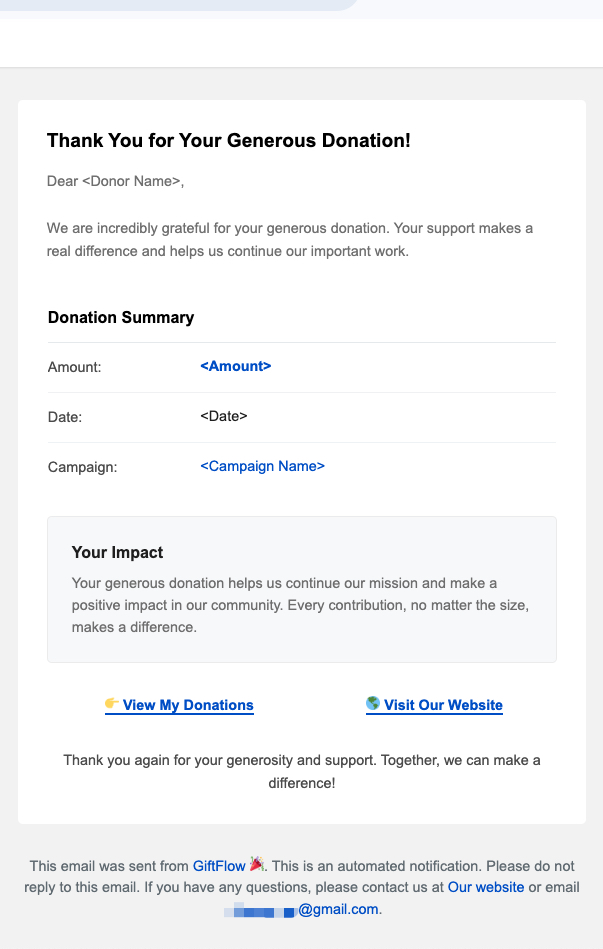 Thank You for Your Generous Donation!
Dear <Donor Name>,
We are incredibly grateful for your generous donation. Your support makes a
real difference and helps us continue our important work.
Donation Summary
Amount: <Amount>
Date: <Date>
Campaign: <Campaign Name>
Your Impact
Your generous donation helps us continue our mission and make a
positive impact in our community. Every contribution, no matter the size,
makes a difference.
👉 View My Donations 🌎 Visit Our Website
Thank you again for your generosity and support. Together, we can make a
difference!
This email was sent from GiftFlow 🎉. This is an automated notification. Please do not
reply to this email. If you have any questions, please contact us at Our website or email
@gmail.com.